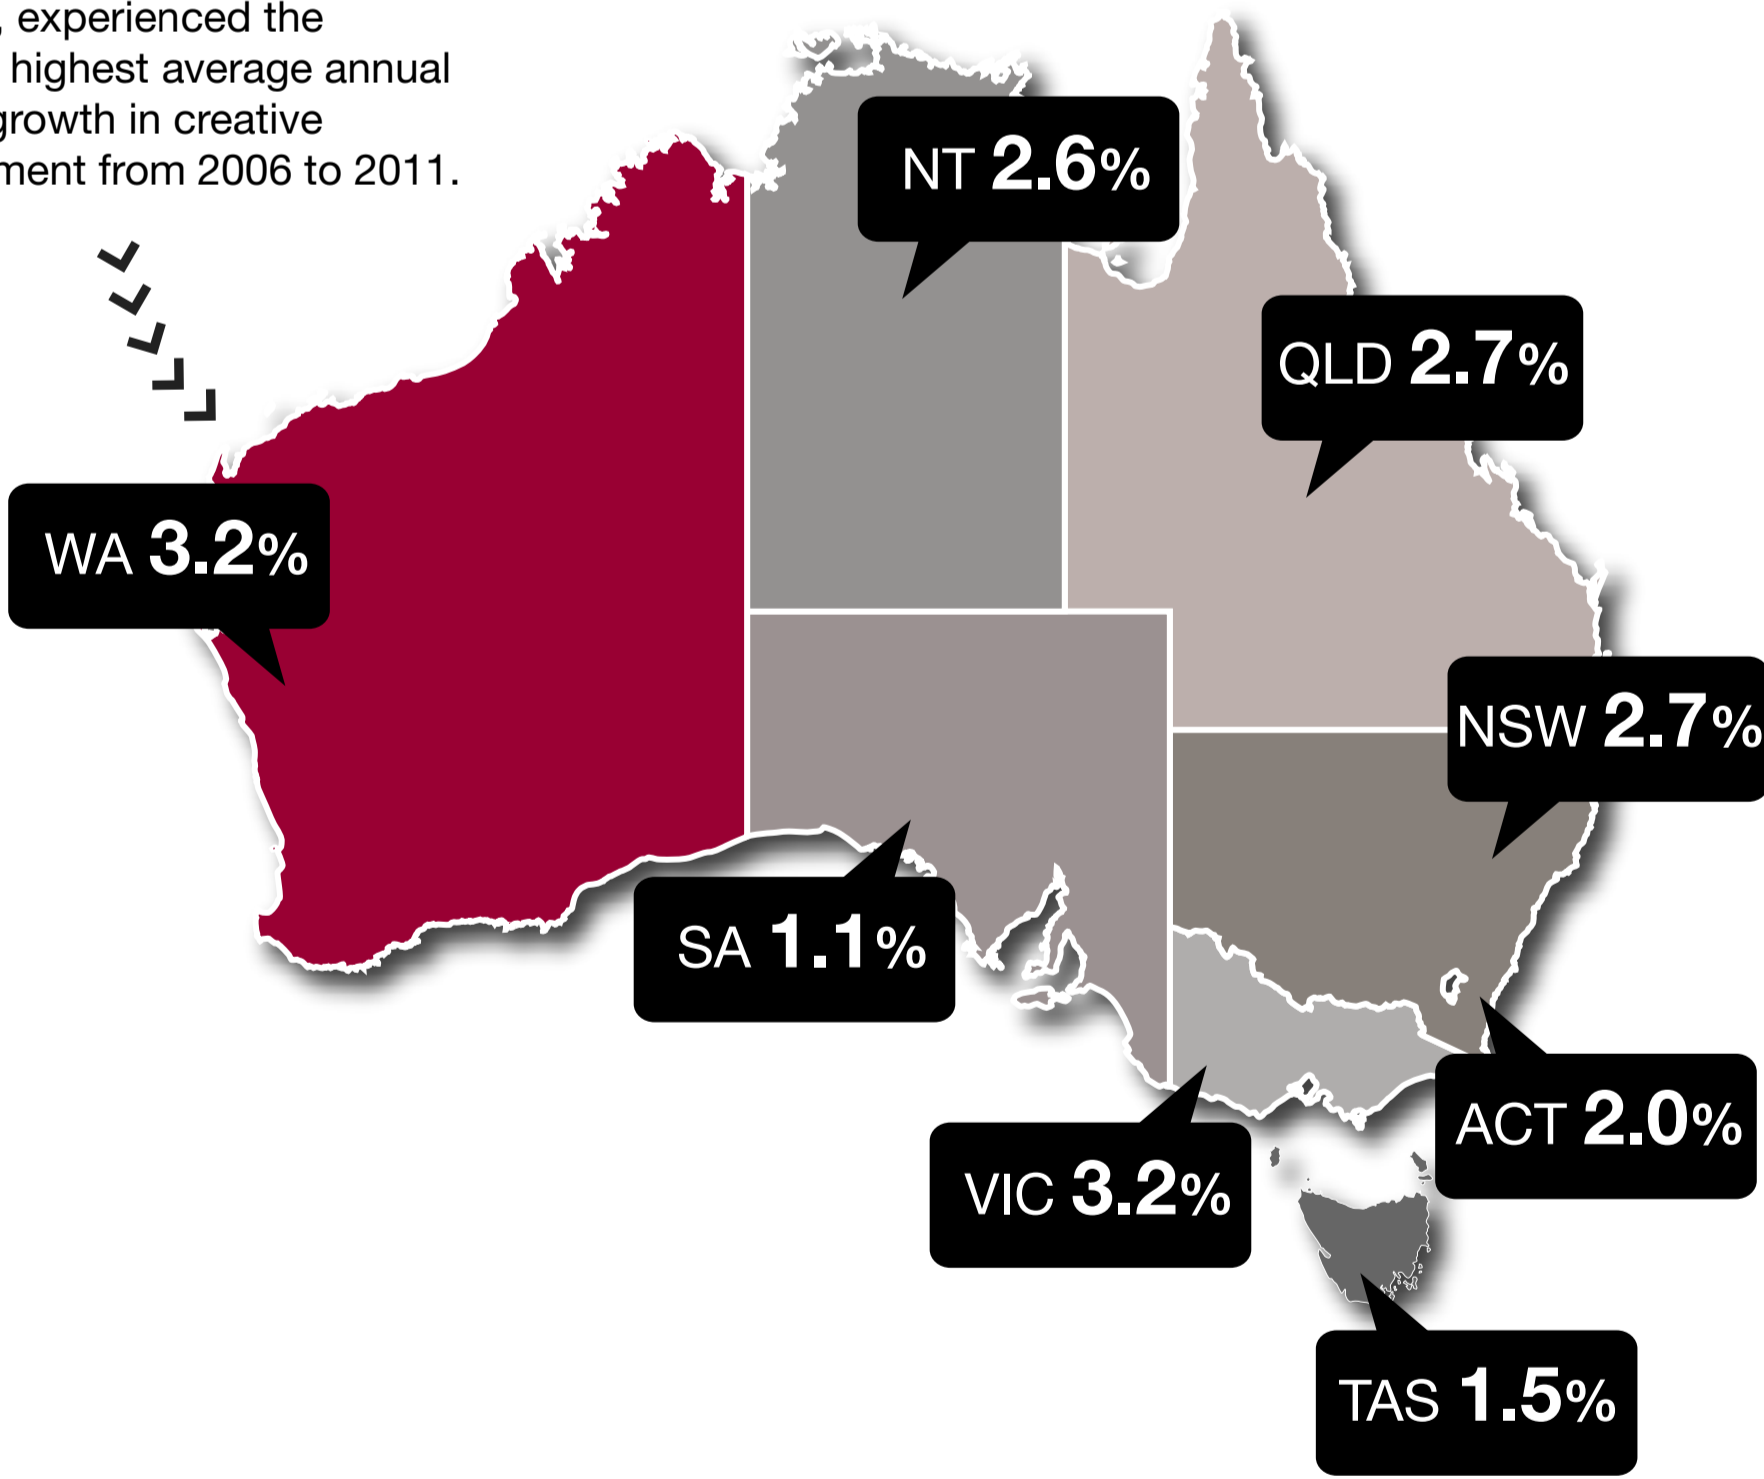 , experienced the
highest average annual
growth in creative
ment from 2006 to 2011.
NT 2.6%
QLD 2.7%
WA 3.2%
NSW 2.7%
SA 1.1%
ACT 2.0%
VIC 3.2%
TAS 1.5%